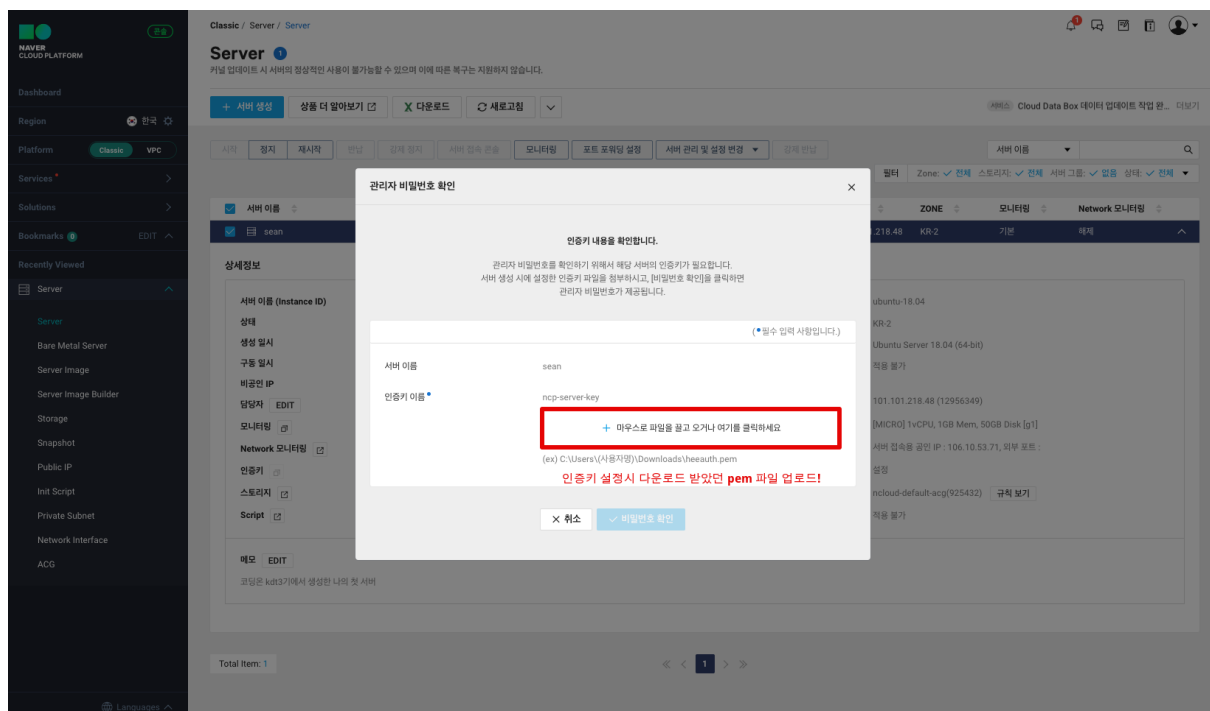 NAVER
CLOUD PLATFORM
콘솔
Dashboard
Region 한국
Platform Classic VPC
Services
Solutions
Bookmarks 0 EDIT
Recently Viewed
Server
Server
Bare Metal Server
Server Image
Server Image Builder
Storage
Snapshot
Public IP
Init Script
Private Subnet
Network Interface
ACG
Languages
Classic / Server / Server
Server
커널 업데이트 시 서버의 정상적인 사용이 불가능할 수 있으며 이에 따른 복구는 지원하지 않습니다.
+ 서버 생성 상품 더 알아보기 다운로드 새로고침
서비스 Cloud Data Box 데이터 업데이트 작업 완... 더보기
시작 정지 재시작 반납 강제 정지 서버 접속 콘솔 모니터링 포트 포워딩 설정 서버 관리 및 설정 변경 강제 반납 서버 이름
필터 Zone: 전체 스토리지: 전체 서버 그룹: 없음 상태: 전체
서버 이름 ZONE 모니터링 Network 모니터링
sean .218.48 KR-2 기본 해제
상세정보
서버 이름 (Instance ID) ubuntu-18.04
상태 KR-2
생성 일시 Ubuntu Server 18.04 (64-bit)
구동 일시 적용 불가
비공인 IP
담당자 EDIT 101.101.218.48 (12956349)
모니터링 [MICRO] 1vCPU, 1GB Mem, 50GB Disk [g1]
Network 모니터링 서버 접속용 공인 IP : 106.10.53.71, 외부 포트 :
인증키 설정
스토리지 ncloud-default-acg(925432) 규칙 보기
Script 적용 불가
메모 EDIT
코딩온 kdt3기에서 생성한 나의 첫 서버
Total Item: 1
1
관리자 비밀번호 확인
인증키 내용을 확인합니다.
관리자 비밀번호를 확인하기 위해서 해당 서버의 인증키가 필요합니다.
서버 생성 시에 설정한 인증키 파일을 첨부하시고, [비밀번호 확인]을 클릭하면
관리자 비밀번호가 제공됩니다.
(•필수 입력 사항입니다.)
서버 이름 sean
인증키 이름• ncp-server-key
+ 마우스로 파일을 끌고 오거나 여기를 클릭하세요
(ex) C:\Users\(사용자명)\Downloads\heeauth.pem
인증키 설정시 다운로드 받았던 pem 파일 업로드!
취소 비밀번호 확인